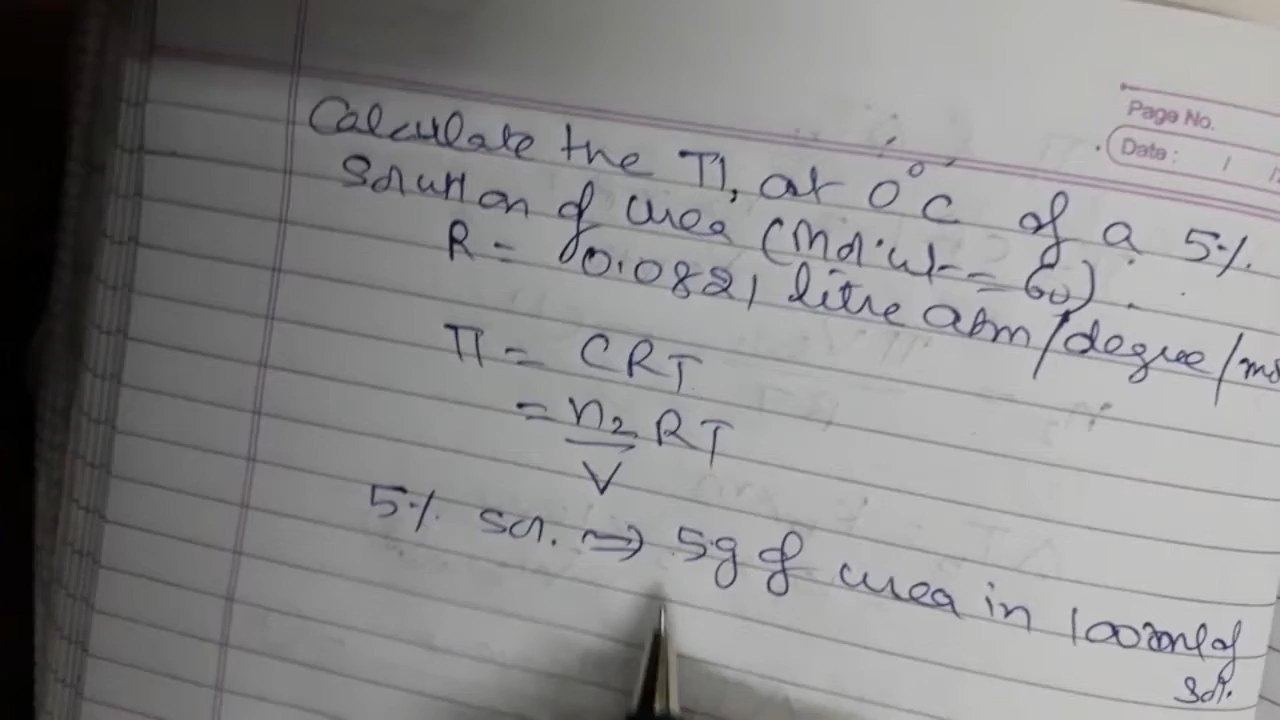 Page No.
Date: / /
Calculate the π, at 0°C of a 5%
solution of urea (mol.wt = 60).
R = 0.0821 litre atm/degree/mo
π = CRT
= n₂/V RT
5% sol. ⇒ 5g of urea in 100ml of
sol.